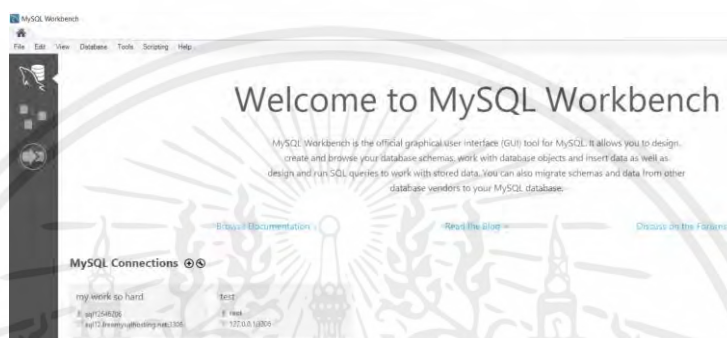 MySQL Workbench
File Edit View Database Tools Scripting Help
Welcome to MySQL Workbench
MySQL Workbench is the official graphical user interface (GUI) tool for MySQL. It allows you to design,
create and browse your database schemas, work with database objects and insert data as well as
design and run SQL queries to work with stored data. You can also migrate schemas and data from other
database vendors to your MySQL database.
Browse Documentation >
Read the Blog >
Discuss on the Forums
MySQL Connections
my work so hard
test
root
127.0.0.1:3306